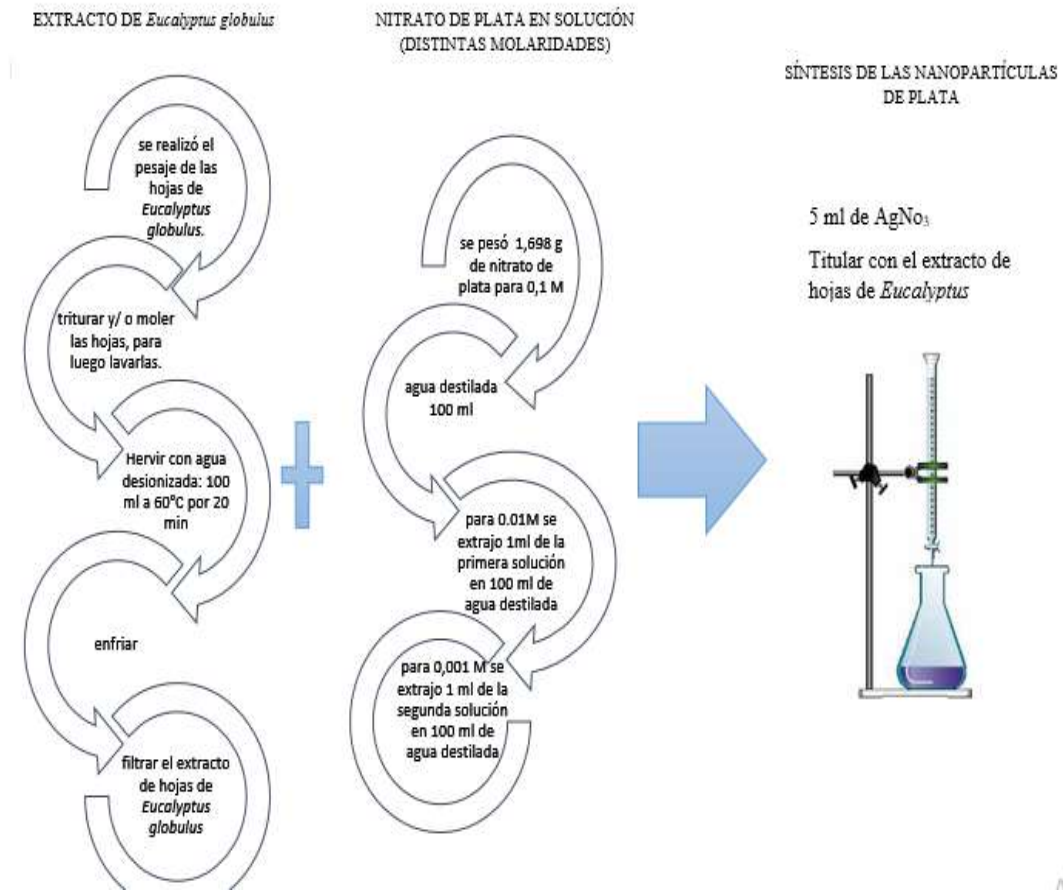 EXTRACTO DE Eucalyptus globulus
se realizó el
pesaje de las
hojas de
Eucalyptus
globulus.
triturar y/ o moler
las hojas, para
luego lavarlas.
Hervir con agua
desionizada: 100
ml a 60°C por 20
min
enfriar
filtrar el extracto
de hojas de
Eucalyptus
globulus
NITRATO DE PLATA EN SOLUCIÓN
(DISTINTAS MOLARIDADES)
se pesó 1,698 g
de nitrato de
plata para 0,1 M
agua destilada
100 ml
para 0.01M se
extrajo 1ml de la
primera solución
en 100 ml de
agua destilada
para 0,001 M se
extrajo 1 ml de la
segunda solución
en 100 ml de
agua destilada
SÍNTESIS DE LAS NANOPARTÍCULAS
DE PLATA
5 ml de AgNo₃
Titular con el extracto de
hojas de Eucalyptus